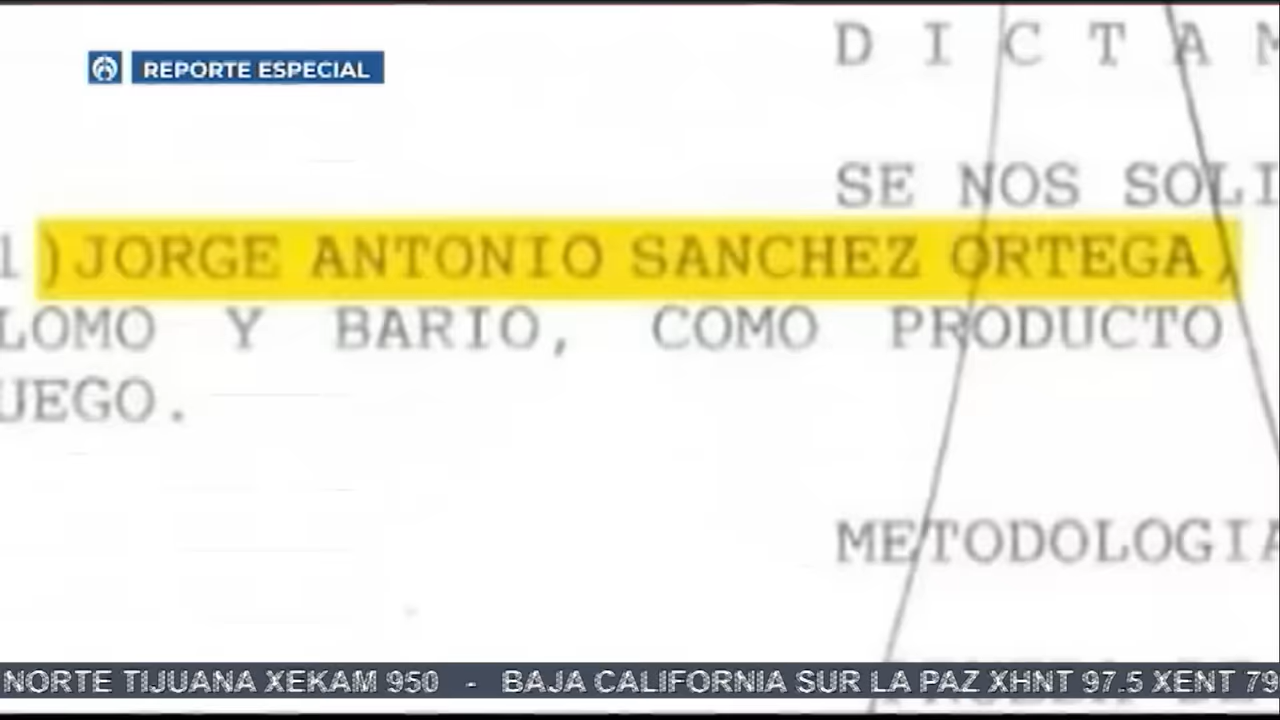 REPORTE ESPECIAL
D I C T A M
SE NOS SOLI
1)JORGE ANTONIO SANCHEZ ORTEGA)
LOMO Y BARIO, COMO PRODUCTO
UEGO.
METODOLOGIA
NORTE TIJUANA XEKAM 950 - BAJA CALIFORNIA SUR LA PAZ XHNT 97.5 XENT 79